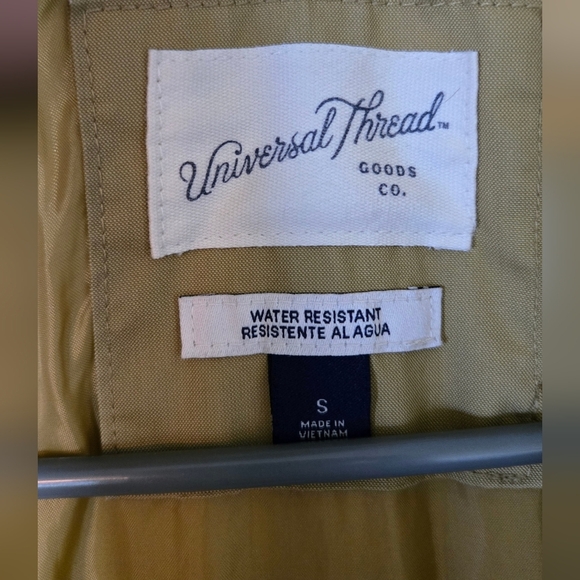 Universal Thread™
GOODS
CO.
WATER RESISTANT
RESISTENTE AL AGUA
S
MADE IN
VIETNAM